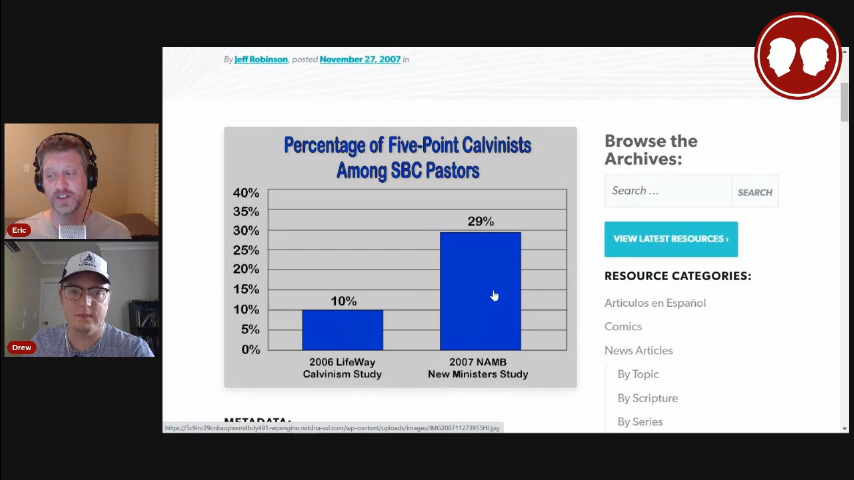 By Jeff Robinson, posted November 27, 2007 in
Percentage of Five-Point Calvinists
Among SBC Pastors
40%
35%
30%
25%
20%
15%
10%
5%
0%
10%
29%
2006 LifeWay
Calvinism Study
2007 NAMB
New Ministers Study
Browse the
Archives:
Search ...
SEARCH
VIEW LATEST RESOURCES ›
RESOURCE CATEGORIES:
Articulos en Español
Comics
News Articles
By Topic
By Scripture
By Series
METADATA:
Eric
Drew